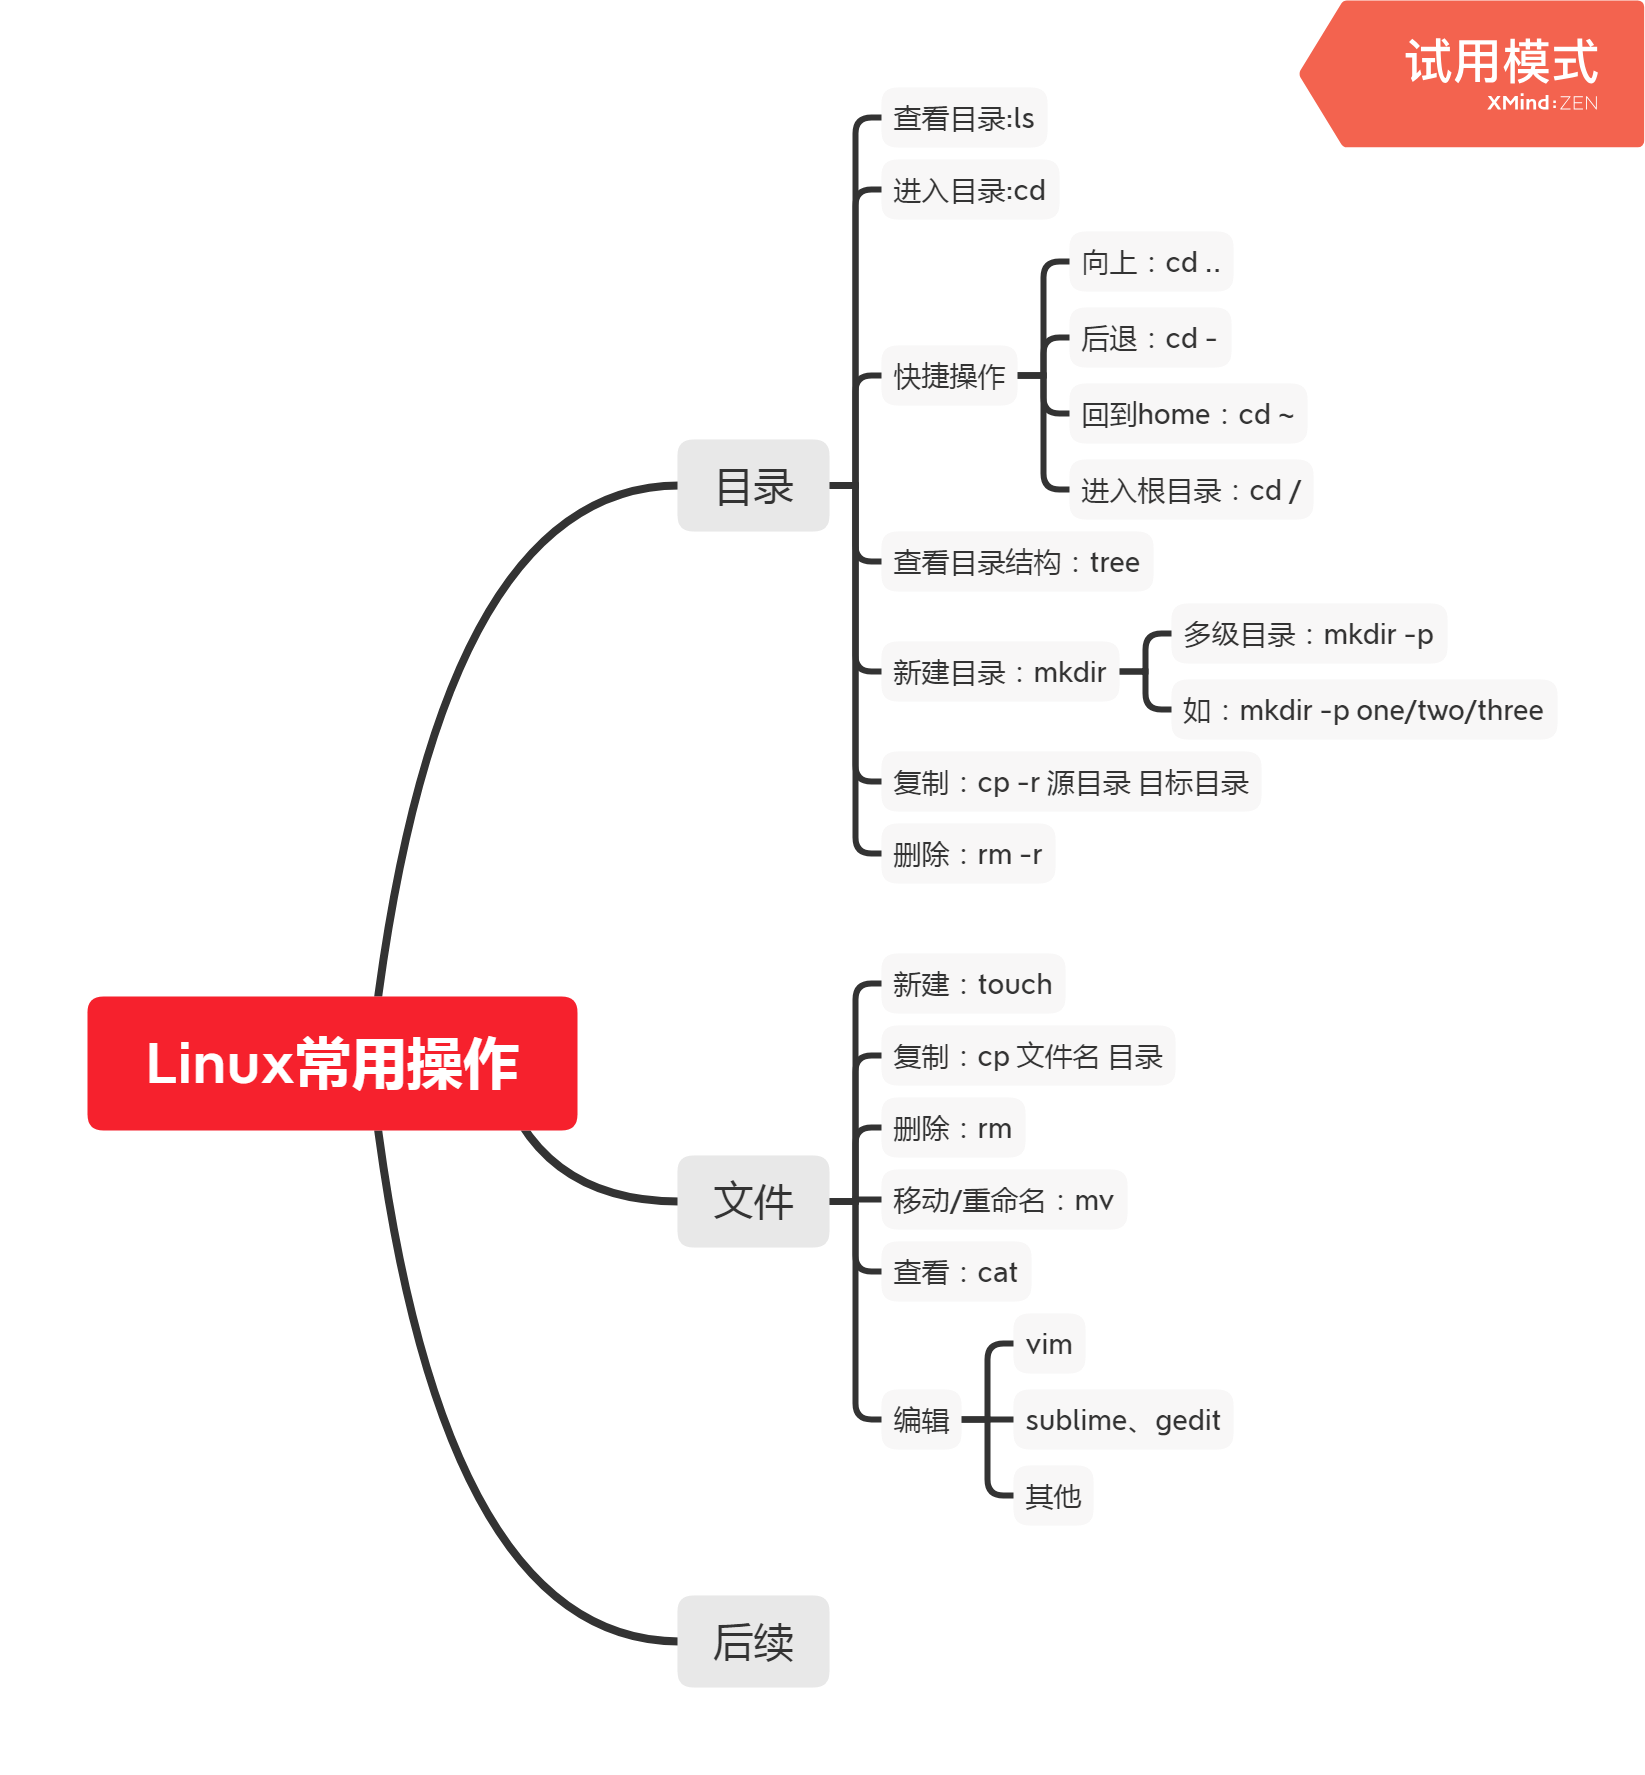 试用模式
XMind:ZEN
Linux常用操作
目录
查看目录:ls
进入目录:cd
快捷操作
向上：cd ..
后退：cd -
回到home：cd ~
进入根目录：cd /
查看目录结构：tree
新建目录：mkdir
多级目录：mkdir -p
如：mkdir -p one/two/three
复制：cp -r 源目录 目标目录
删除：rm -r
文件
新建：touch
复制：cp 文件名 目录
删除：rm
移动/重命名：mv
查看：cat
编辑
vim
sublime、gedit
其他
后续